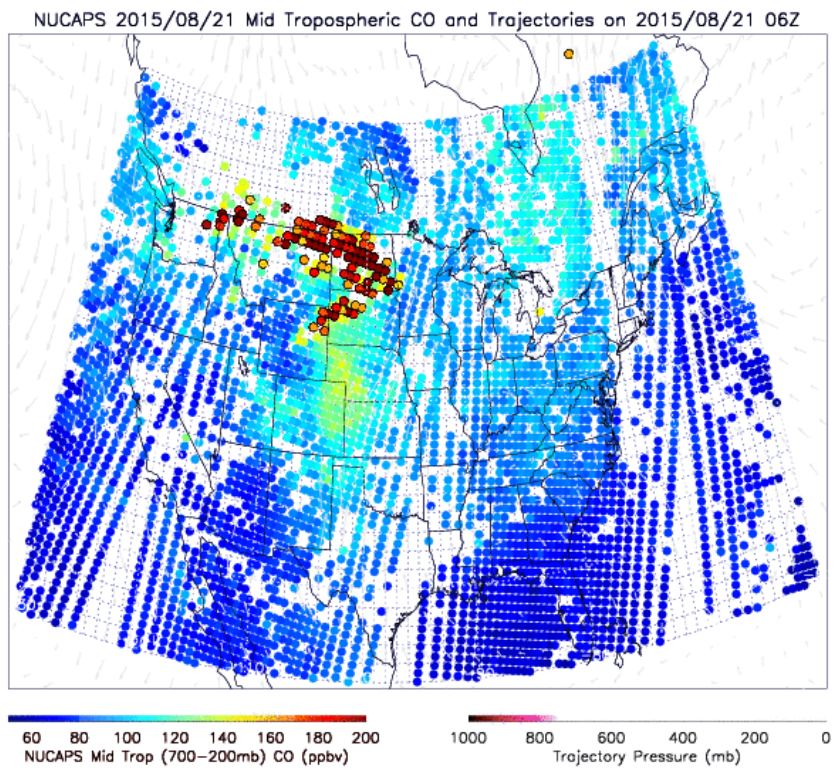 NUCAPS 2015/08/21 Mid Tropospheric CO and Trajectories on 2015/08/21 06Z
60 80 100 120 140 160 180 200
NUCAPS Mid Trop (700-200mb) CO (ppbv)
1000 800 600 400 200 0
Trajectory Pressure (mb)